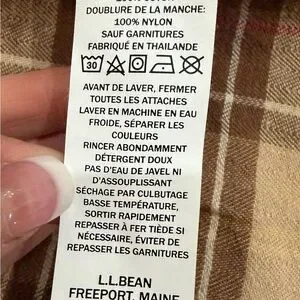 DOUBLURE DE LA MANCHE:
100% NYLON
SAUF GARNITURES
FABRIQUÉ EN THAÏLANDE
30
AVANT DE LAVER, FERMER
TOUTES LES ATTACHES
LAVER EN MACHINE EN EAU
FROIDE, SÉPARER LES
COULEURS
RINCER ABONDAMMENT
DÉTERGENT DOUX
PAS D'EAU DE JAVEL NI
D'ASSOUPLISSANT
SÉCHAGE PAR CULBUTAGE
BASSE TEMPÉRATURE,
SORTIR RAPIDEMENT
REPASSER À FER TIÈDE SI
NÉCESSAIRE, ÉVITER DE
REPASSER LES GARNITURES
L.L.BEAN
FREEPORT, MAINE